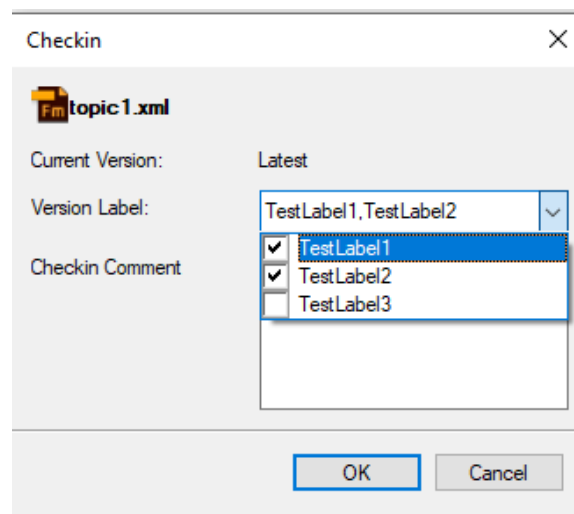 Checkin
Fm topic1.xml
Current Version: Latest
Version Label: TestLabel1,TestLabel2
TestLabel1
Checkin Comment TestLabel2
TestLabel3
OK Cancel